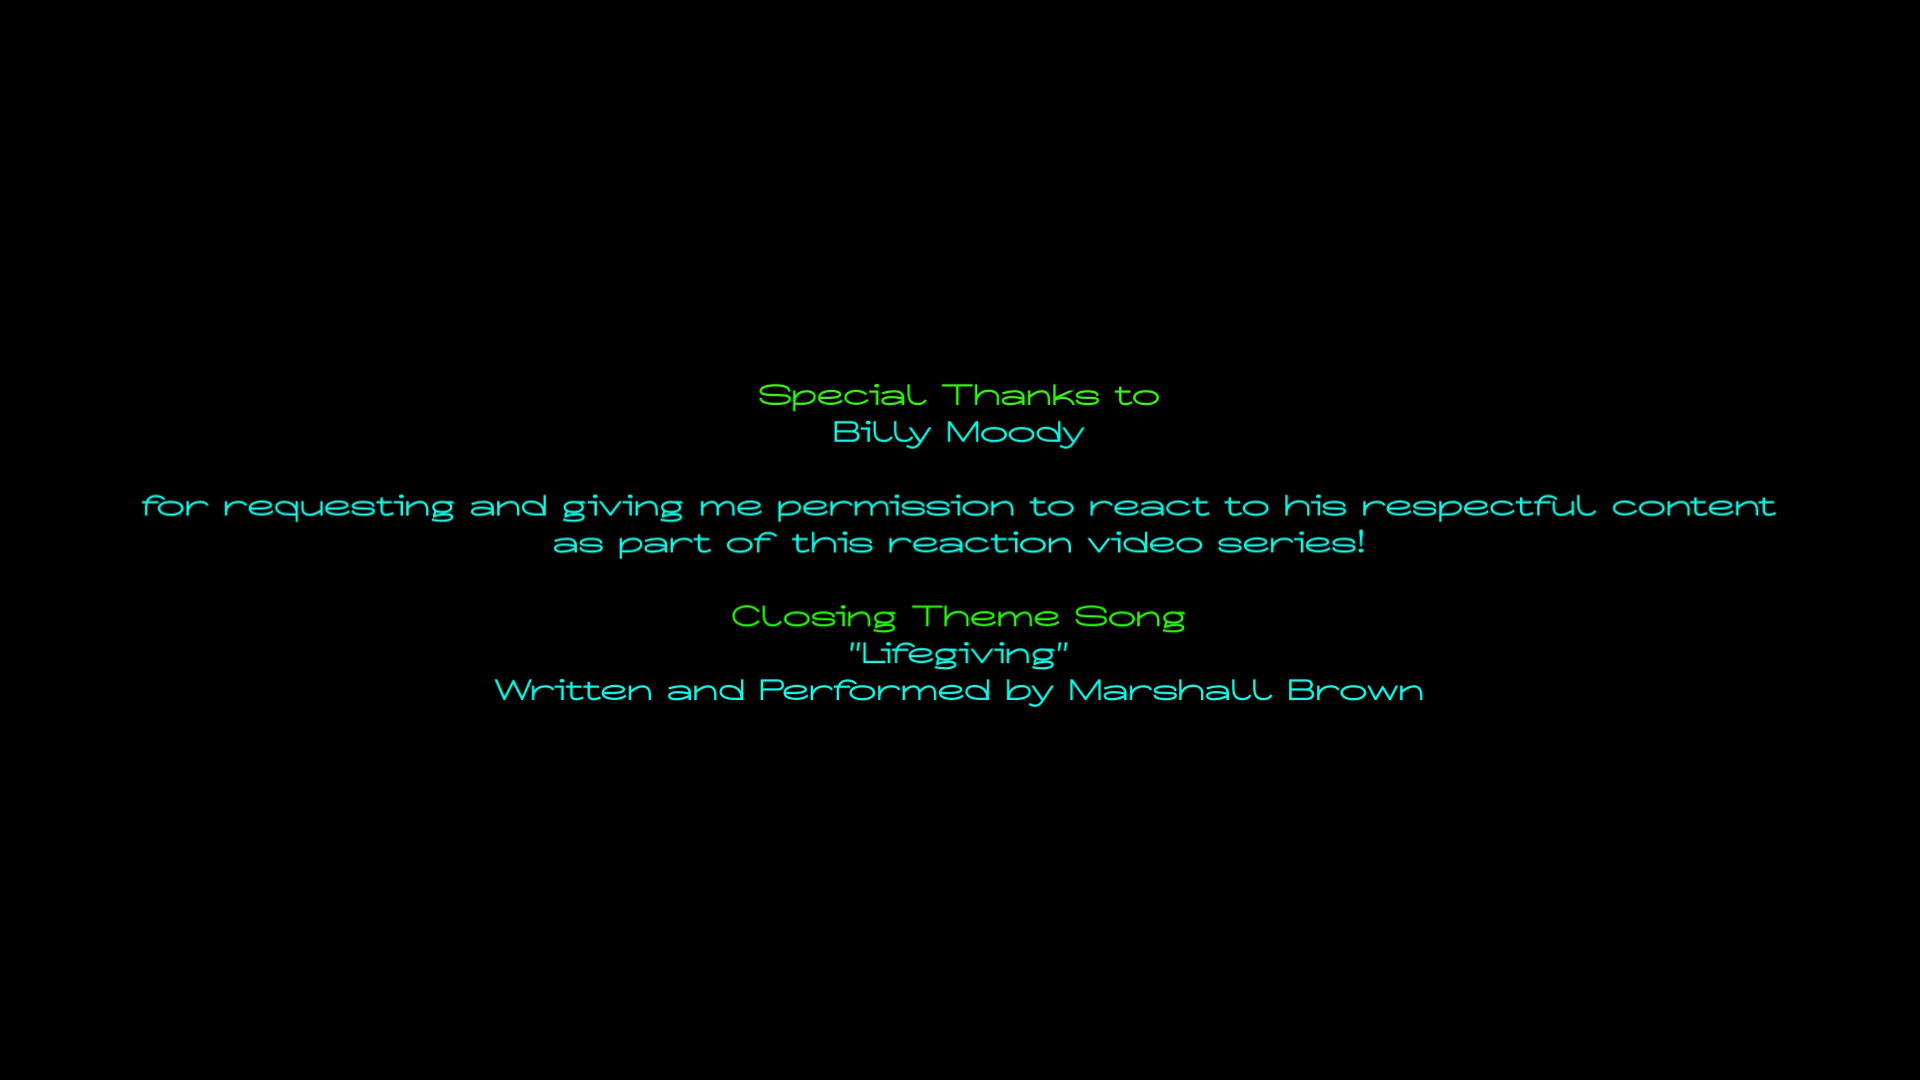 Special Thanks to
Billy Moody
for requesting and giving me permission to react to his respectful content
as part of this reaction video series!
Closing Theme Song
"Lifegiving"
Written and Performed by Marshall Brown